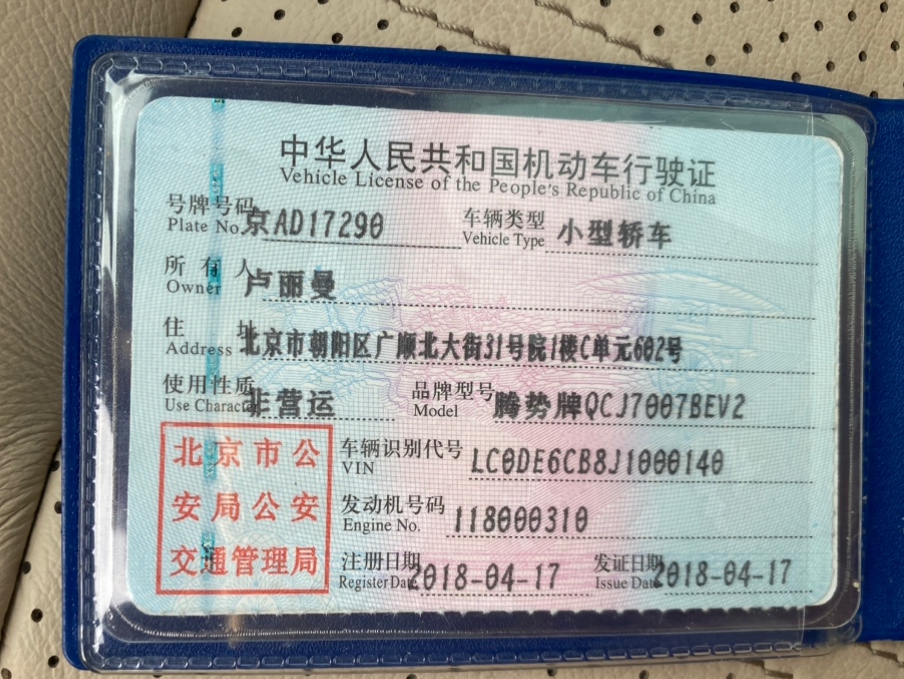 中华人民共和国机动车行驶证
Vehicle License of the People's Republic of China
号牌号码 京AD17290 车辆类型 小型轿车
Plate No. Vehicle Type
所有人 卢丽曼
Owner
住址 北京市朝阳区广顺北大街31号院1楼C单元602号
Address
使用性质 非营运 品牌型号 腾势牌QCJ7007BEV2
Use Character Model
北京市公
安局公安
交通管理局
车辆识别代号 LC0DE6CB8J1000140
VIN
发动机号码 118000310
Engine No.
注册日期 2018-04-17 发证日期 2018-04-17
Register Date Issue Date